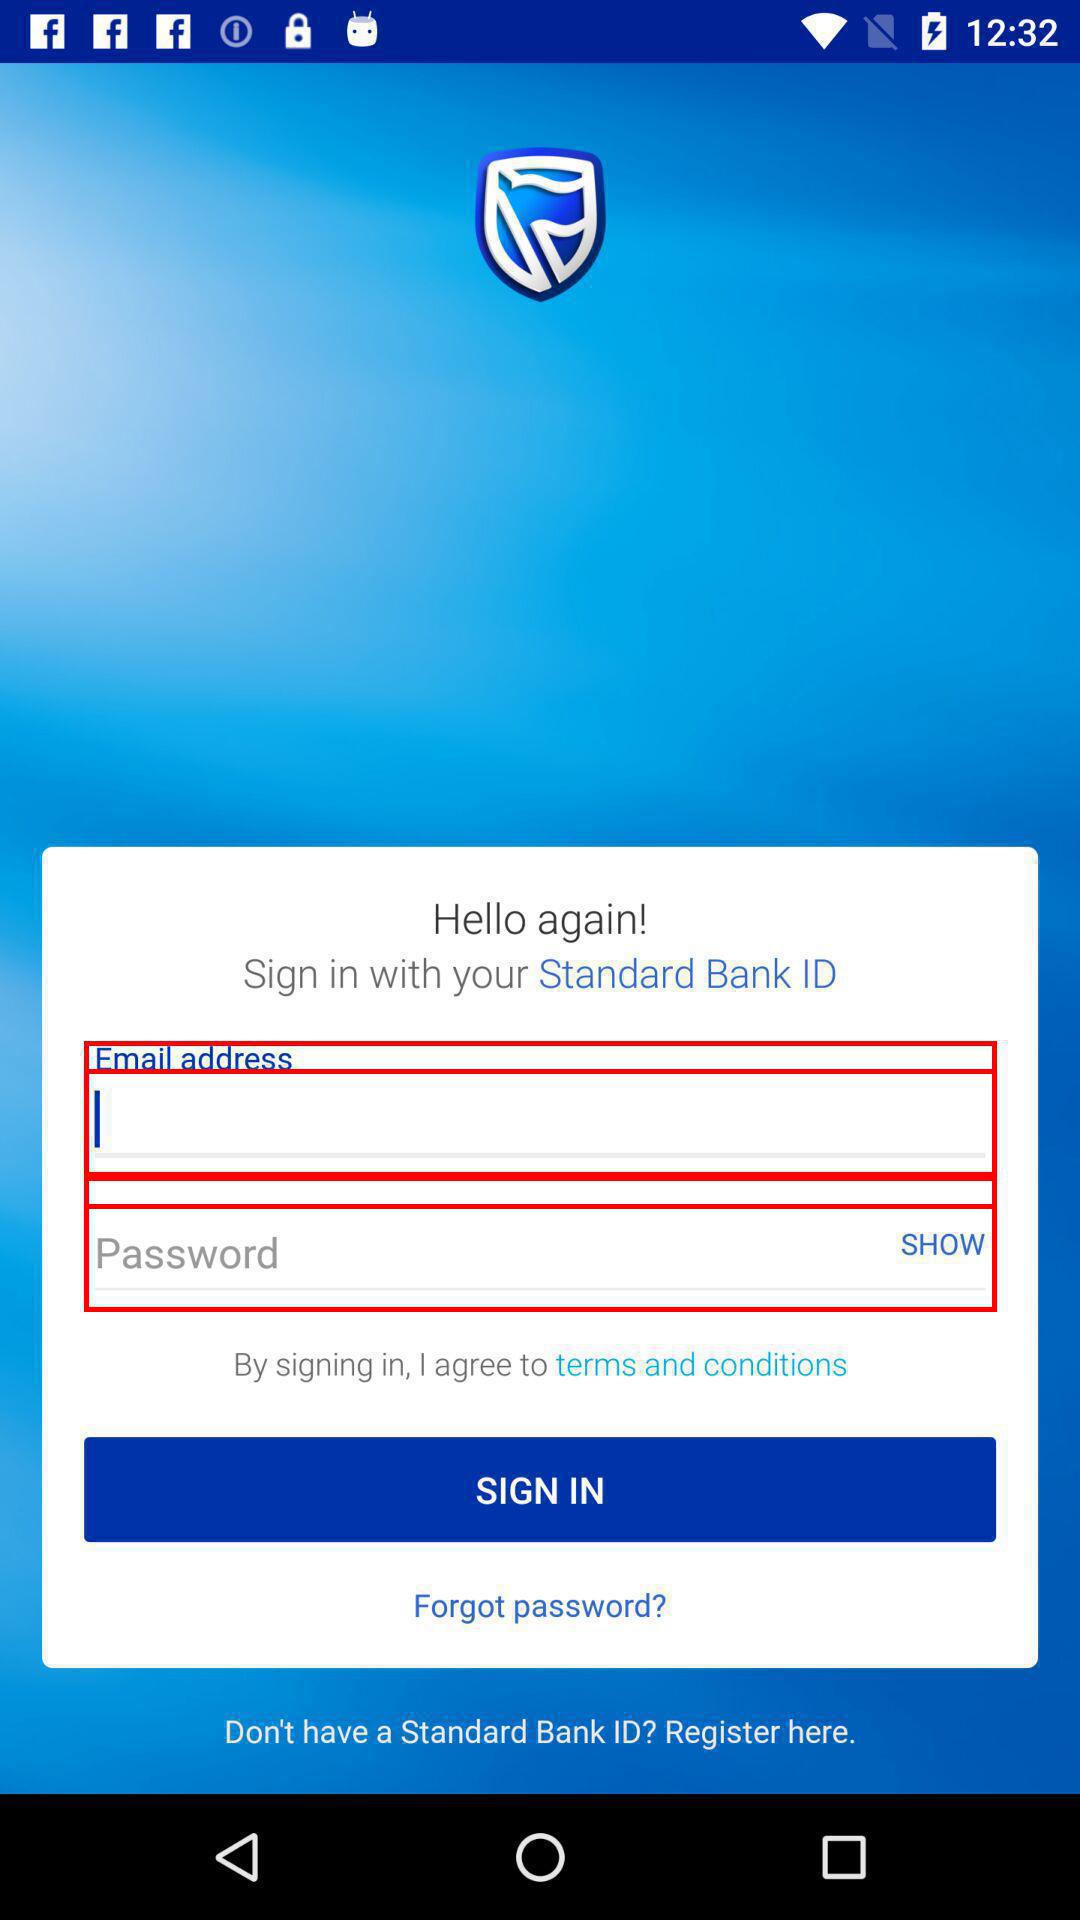 12:32
Hello again!
Sign in with your Standard Bank ID
Email address
Password
SHOW
By signing in, I agree to terms and conditions
SIGN IN
Forgot password?
Don't have a Standard Bank ID? Register here.